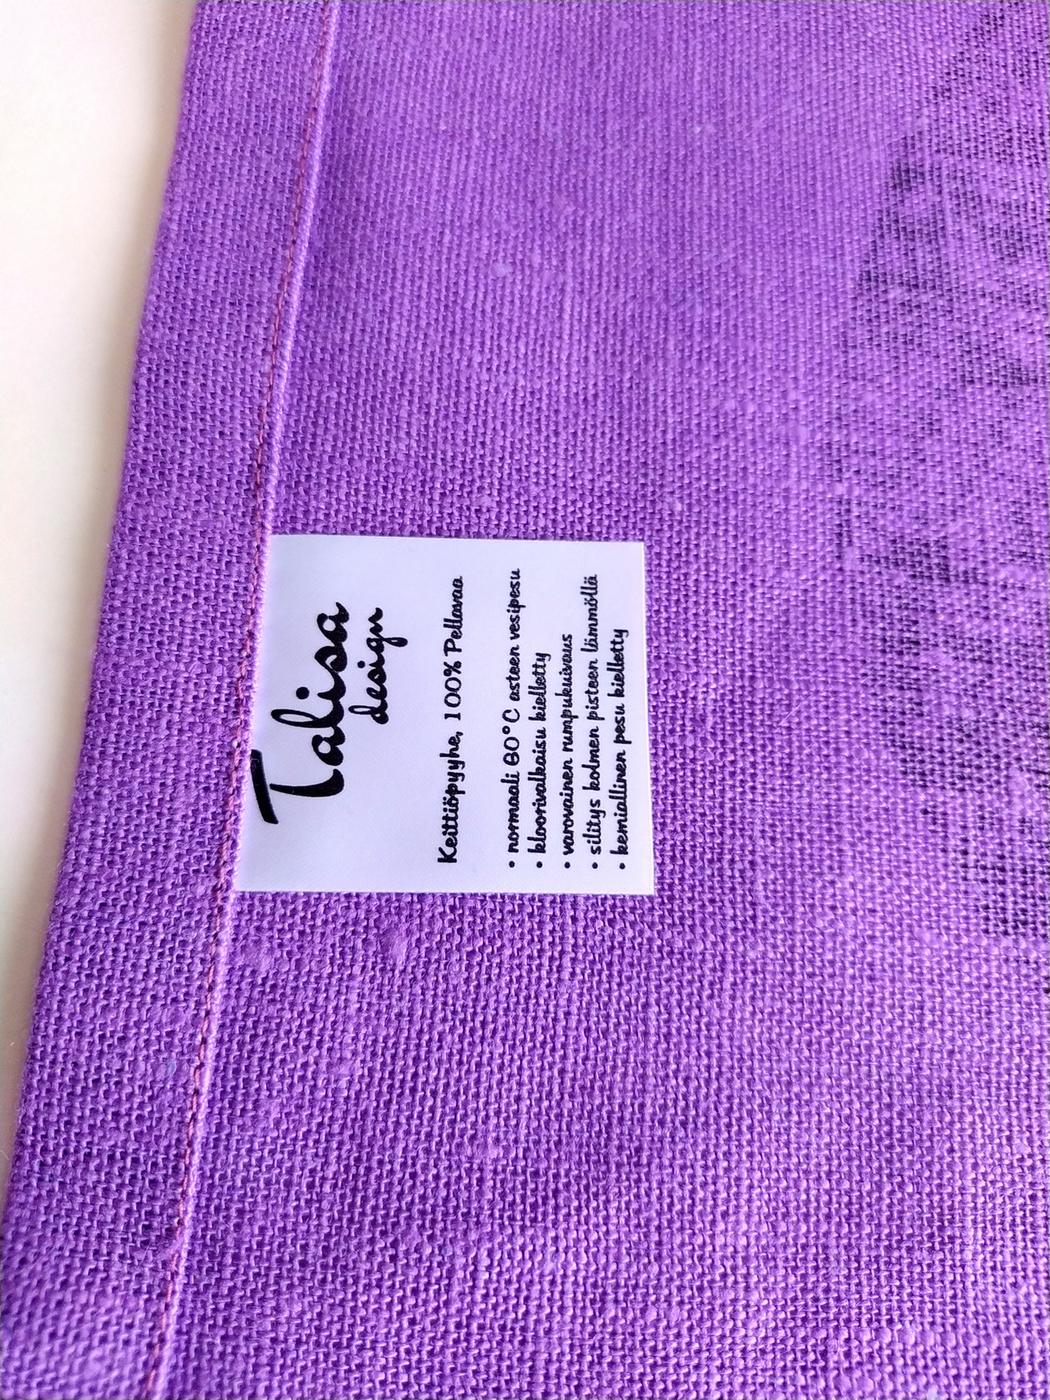 Talisa
design
Keittiöpyyhe, 100% Pellavaa
• normaali 60°C asteen vesipesu
• kloorivalkaisu kielletty
• varovainen rumpukuivaus
• silitys kolmen pisteen lämmöllä
• kemiallinen pesu kielletty